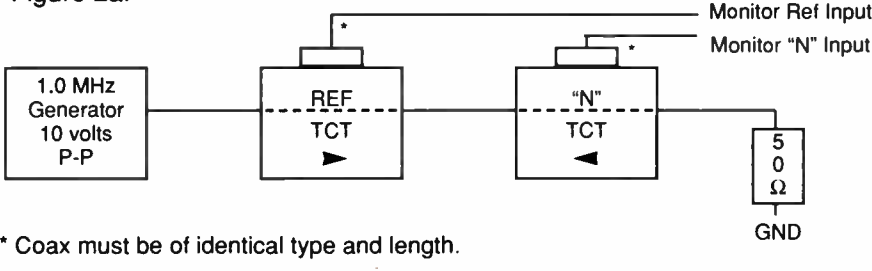 Figure 2a.
Monitor Ref Input
*
Monitor “N” Input
*
1.0 MHz
Generator
10 volts
P-P
REF
TCT
“N”
TCT
5
0
Ω
GND
* Coax must be of identical type and length.